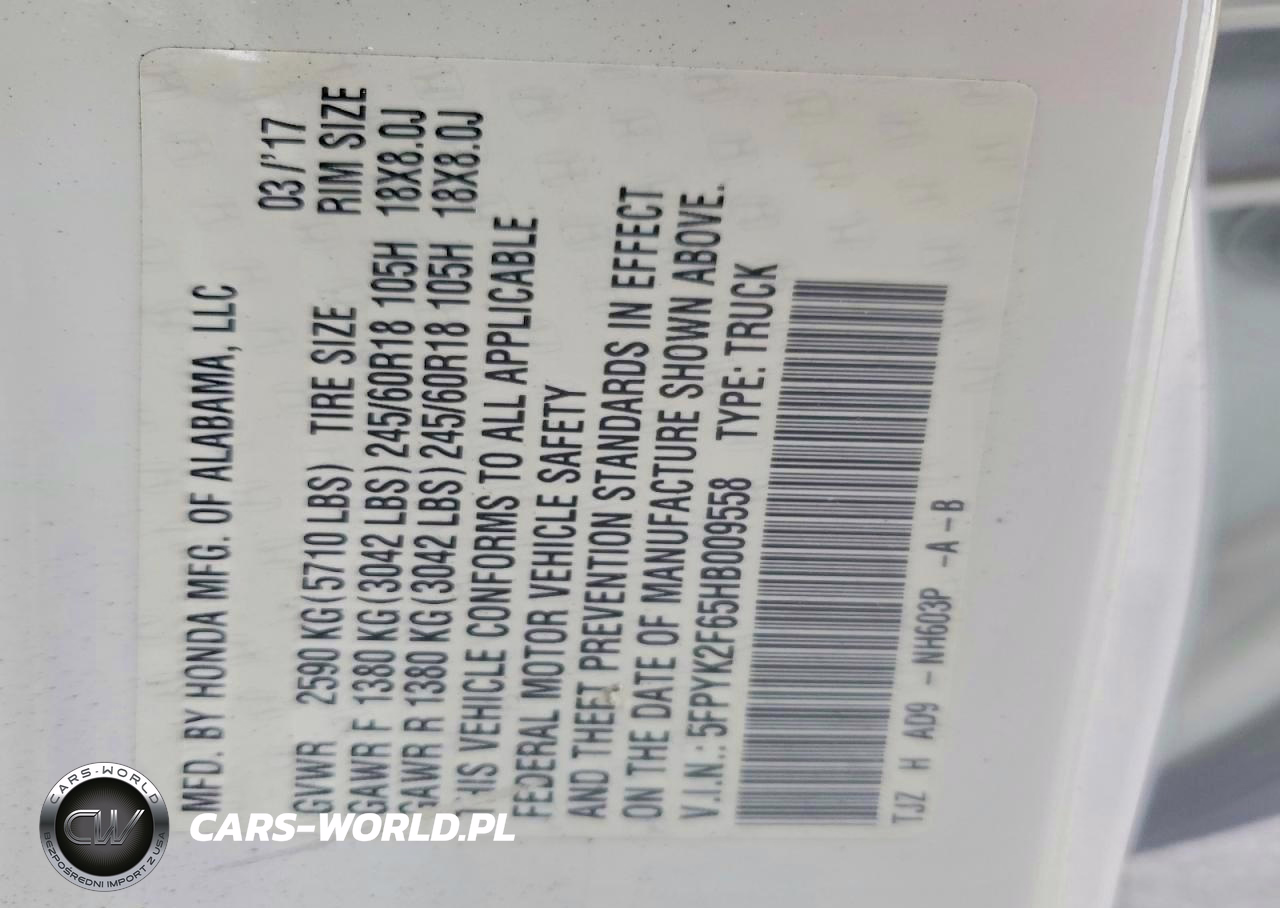 MFD. BY HONDA MFG. OF ALABAMA, LLC
03/'17
GVWR 2590 KG(5710 LBS) TIRE SIZE RIM SIZE
GAWR F 1380 KG(3042 LBS)245/60R18 105H 18X8.0J
GAWR R 1380 KG(3042 LBS)245/60R18 105H 18X8.0J
THIS VEHICLE CONFORMS TO ALL APPLICABLE
FEDERAL MOTOR VEHICLE SAFETY
AND THEFT PREVENTION STANDARDS IN EFFECT
ON THE DATE OF MANUFACTURE SHOWN ABOVE.
V.I.N.: 5FPYK2F65HB009558 TYPE: TRUCK
TJZ H AD9 - NH603P - A - B
CARS-WORLD
CW
BEZPOŚREDNI IMPORT Z USA
CARS-WORLD.PL